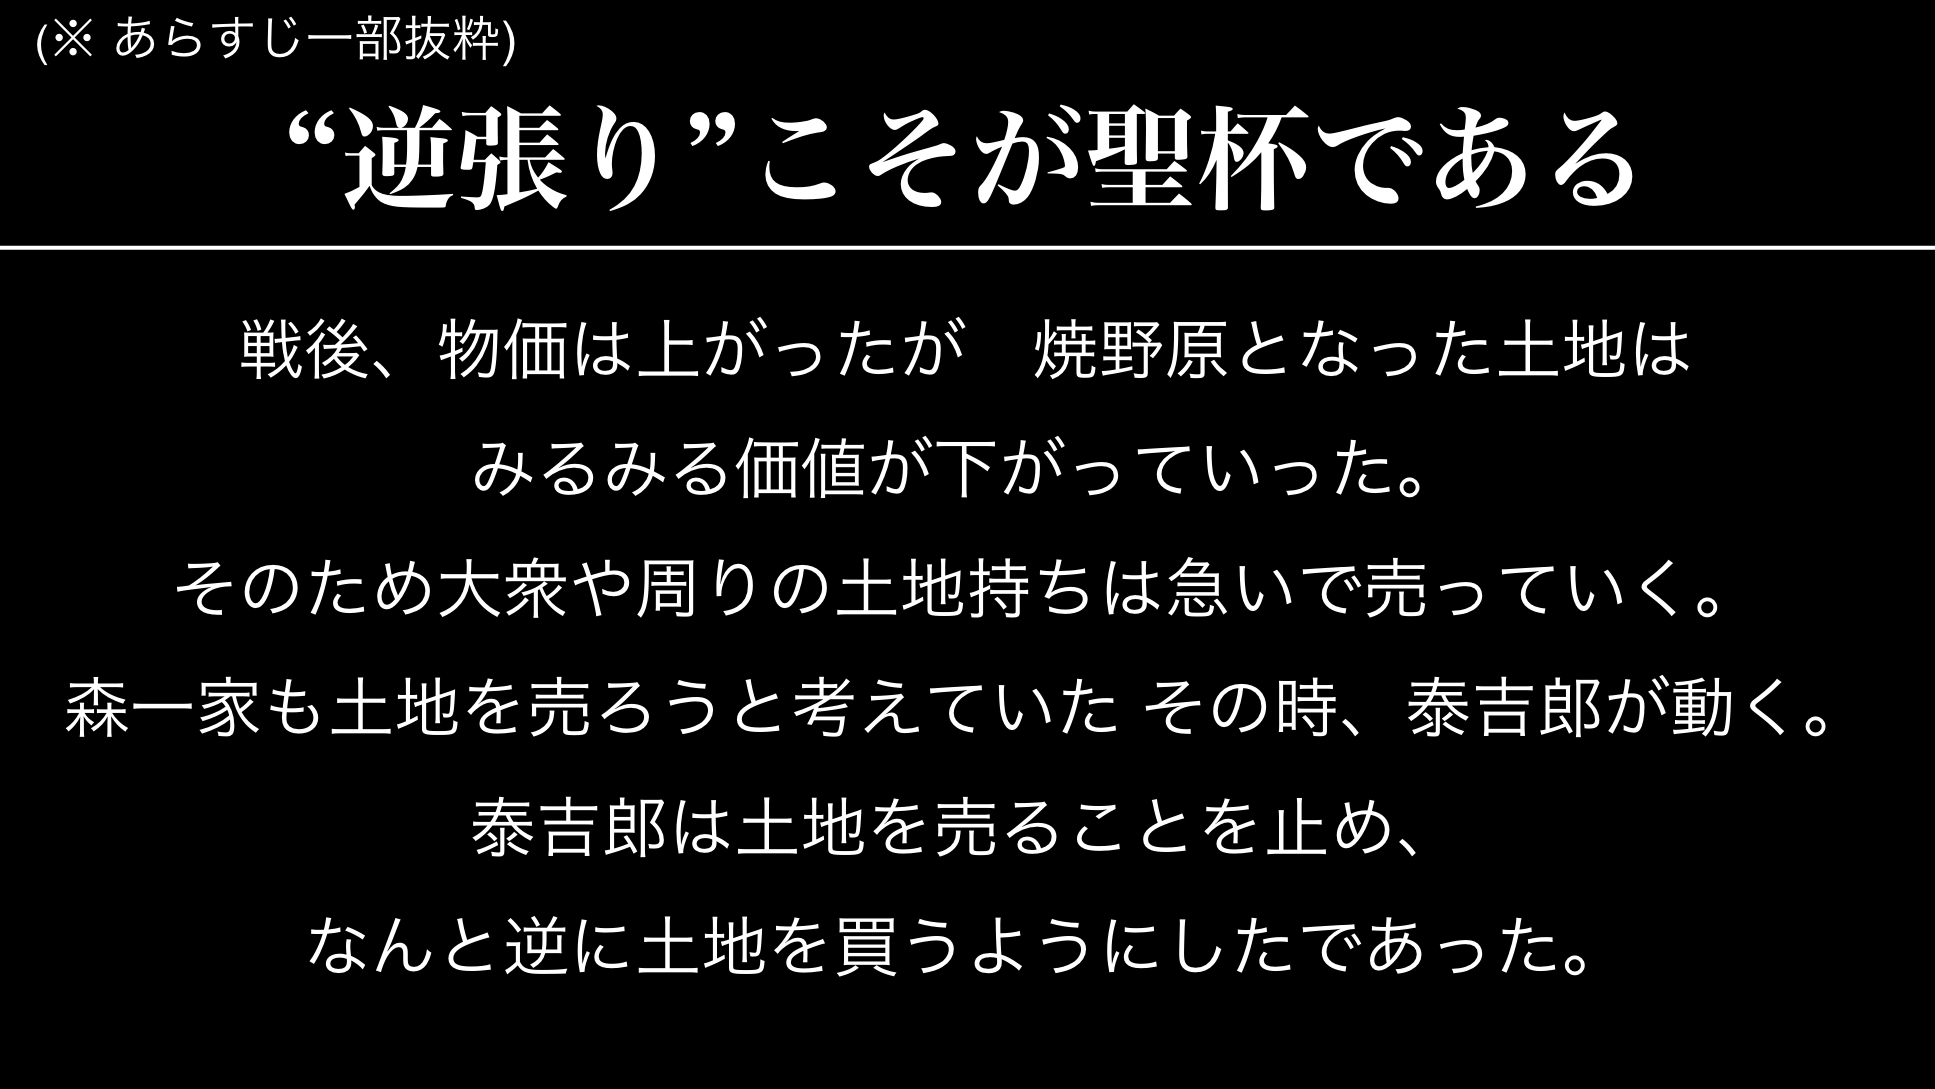 (※ あらすじ一部抜粋)
“逆張り”こそが聖杯である
戦後、物価は上がったが　焼野原となった土地は
みるみる価値が下がっていった。
そのため大衆や周りの土地持ちは急いで売っていく。
森一家も土地を売ろうと考えていた その時、泰吉郎が動く。
泰吉郎は土地を売ることを止め、
なんと逆に土地を買うようにしたであった。